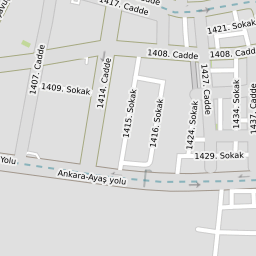 1417. Cadde
1421. Sokak
1408. Cadde
1408. Cadde
1407. Cadde
1409. Sokak
1414. Cadde
1415. Sokak
1416. Sokak
1427. Cadde
1424. Sokak
1434. Sokak
1437. Cadde
1429. Sokak
Yolu
Ankara-Ayaş yolu